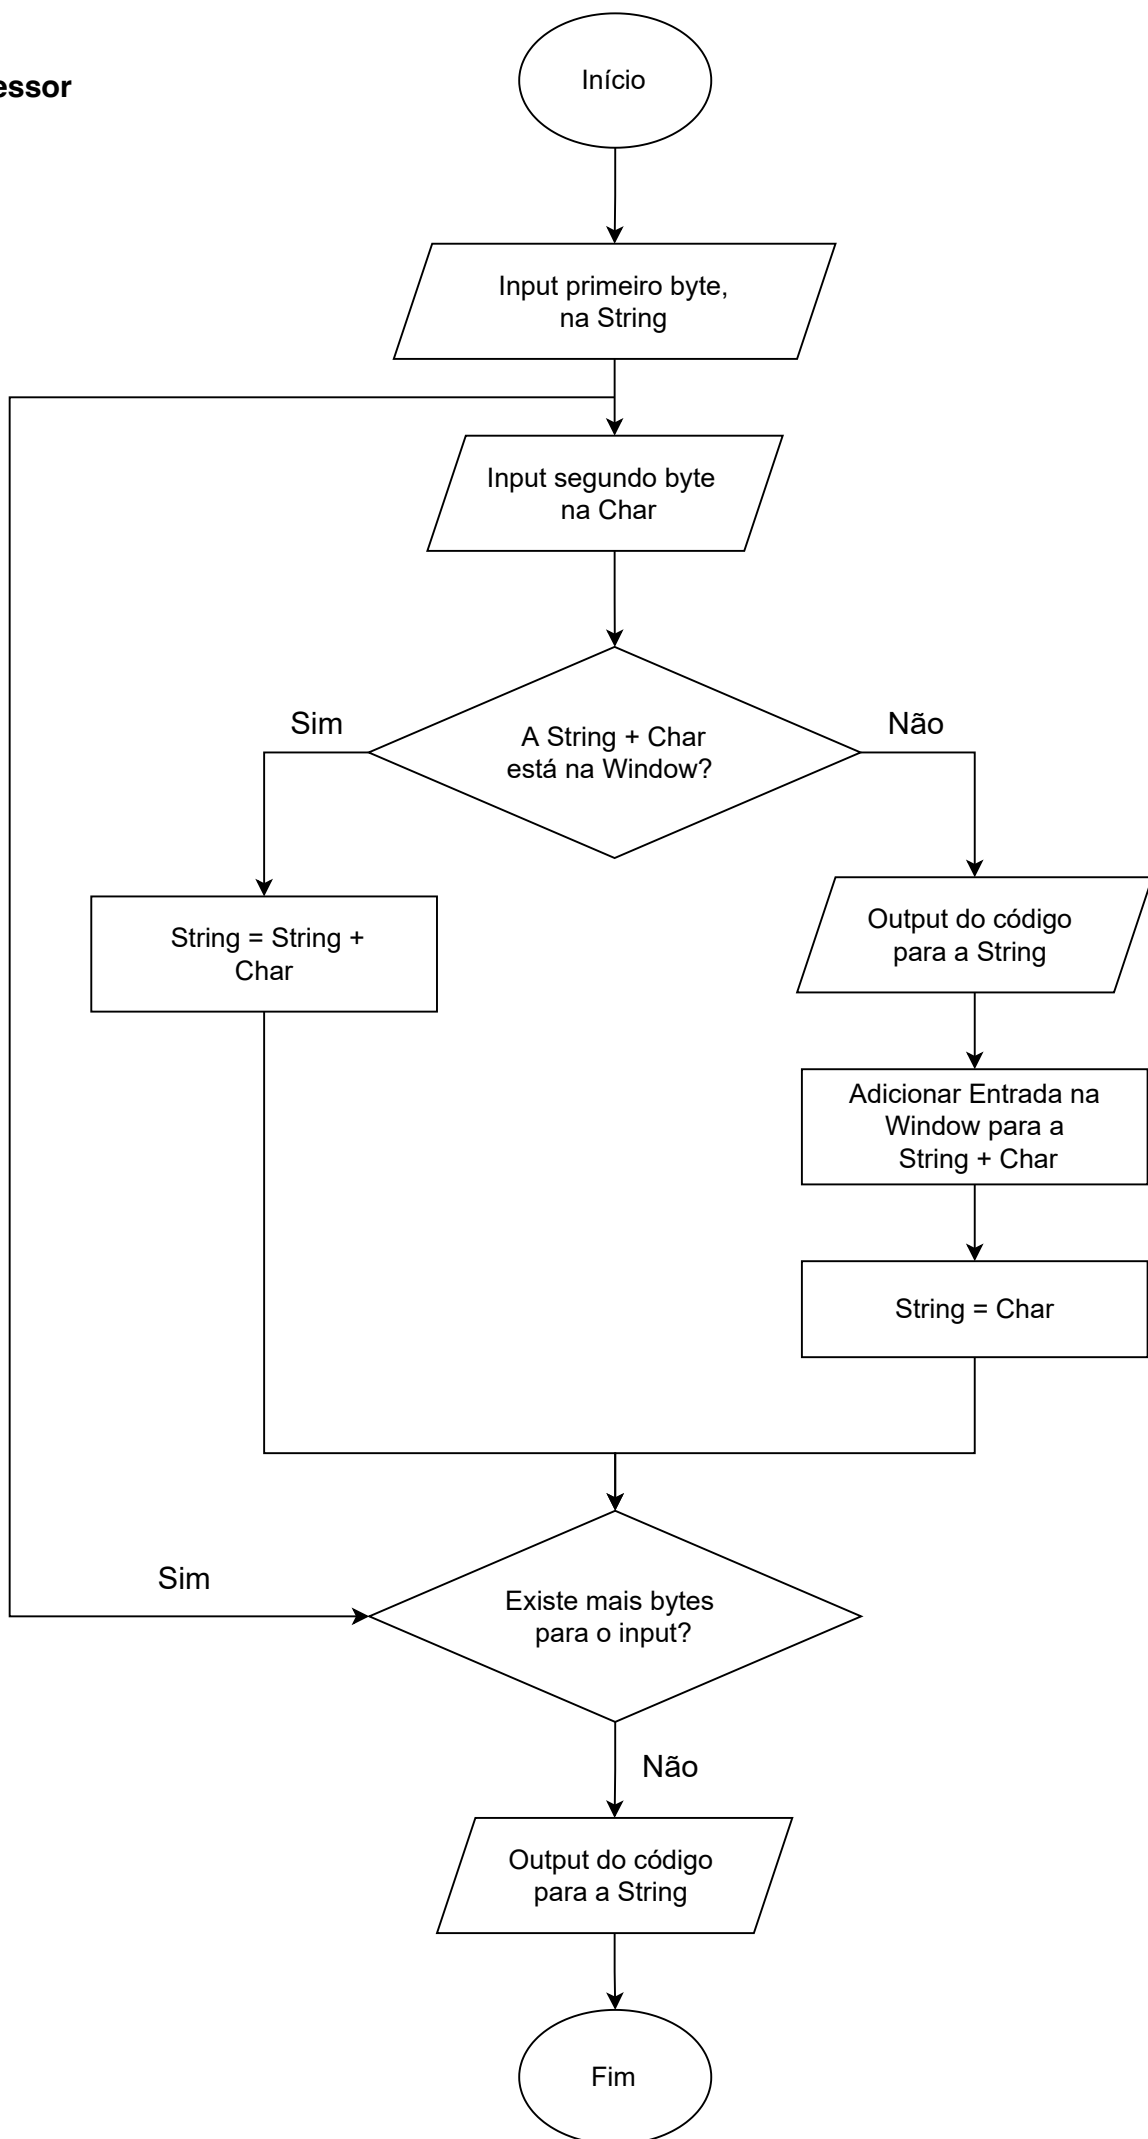 essor
Início
Input primeiro byte,
na String
Input segundo byte
na Char
Sim
Não
A String + Char
está na Window?
String = String +
Char
Output do código
para a String
Adicionar Entrada na
Window para a
String + Char
String = Char
Sim
Existe mais bytes
para o input?
Não
Output do código
para a String
Fim